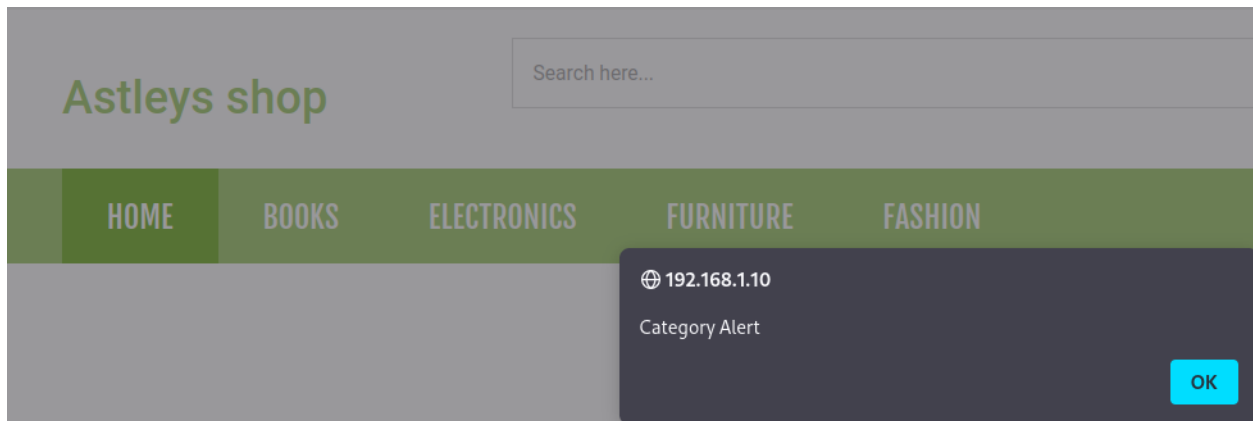 Search here...
Astleys shop
HOME BOOKS ELECTRONICS FURNITURE FASHION
192.168.1.10
Category Alert
OK